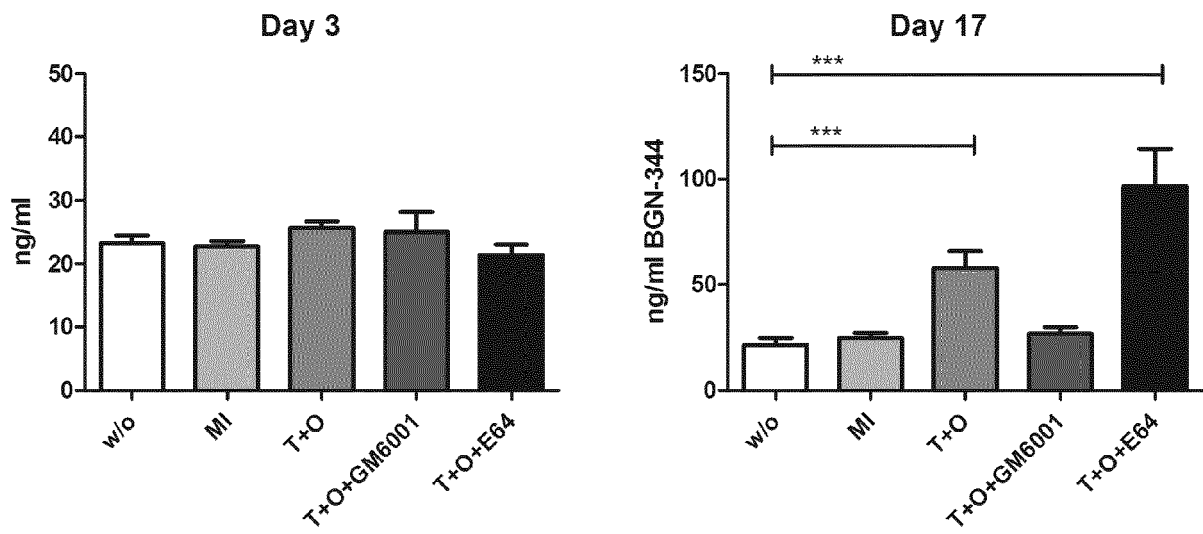 Day 3
ng/ml
50
40
30
20
10
0
w/o
MI
T+O
T+O+GM6001
T+O+E64
Day 17
ng/ml BGN-344
150
100
50
0
***
***
w/o
MI
T+O
T+O+GM6001
T+O+E64